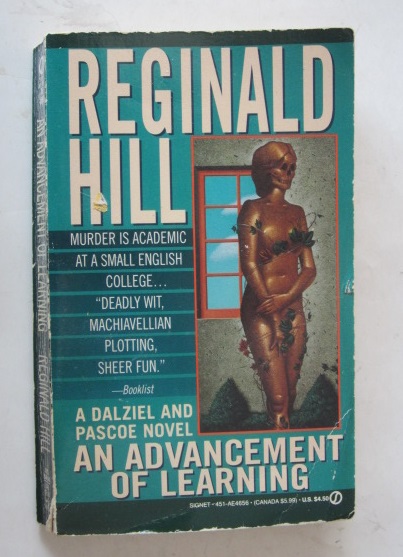 REGINALD
HILL
MURDER IS ACADEMIC
AT A SMALL ENGLISH
COLLEGE...
"DEADLY WIT,
MACHIAVELLIAN
PLOTTING,
SHEER FUN."
—Booklist
A DALZIEL AND
PASCOE NOVEL
AN ADVANCEMENT
OF LEARNING
SIGNET • 451-AE4656 • (CANADA $5.99) • U.S. $4.50
AN ADVANCEMENT OF LEARNING REGINALD HILL